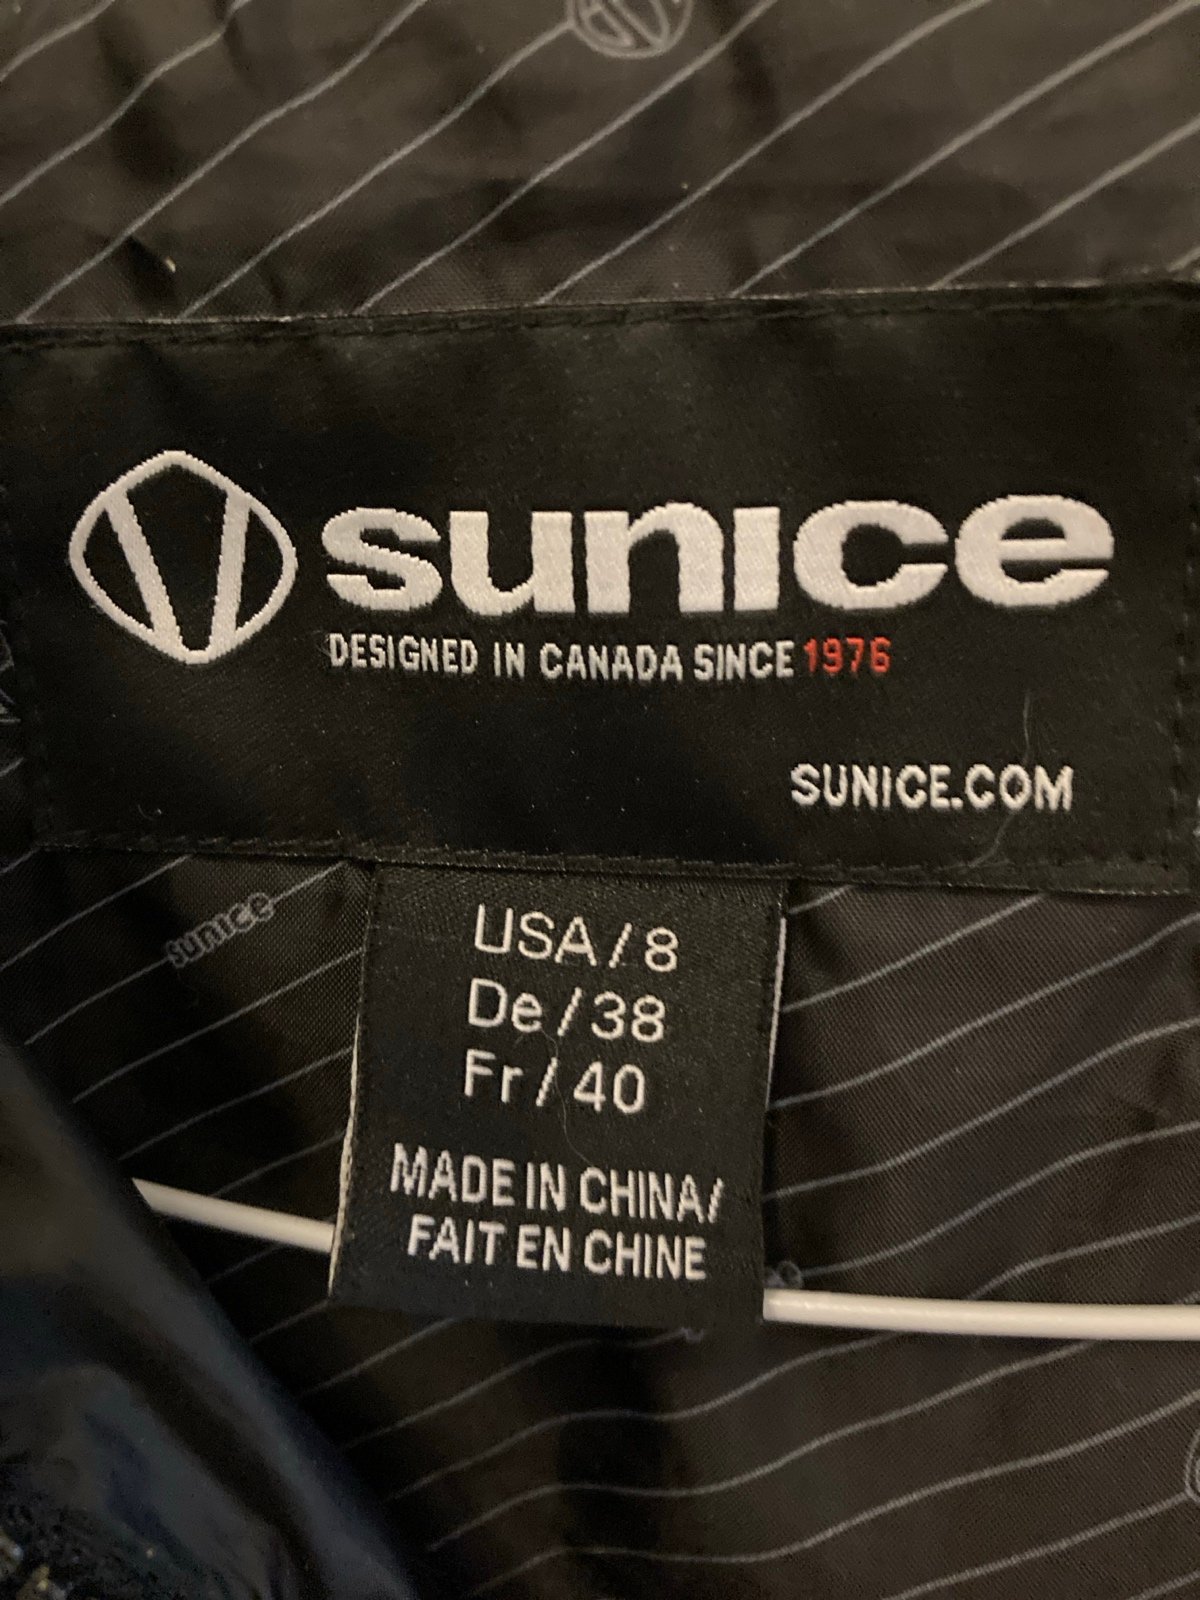 sunice
DESIGNED IN CANADA SINCE 1976
SUNICE.COM
sunice
USA / 8
De / 38
Fr / 40
MADE IN CHINA/
FAIT EN CHINE